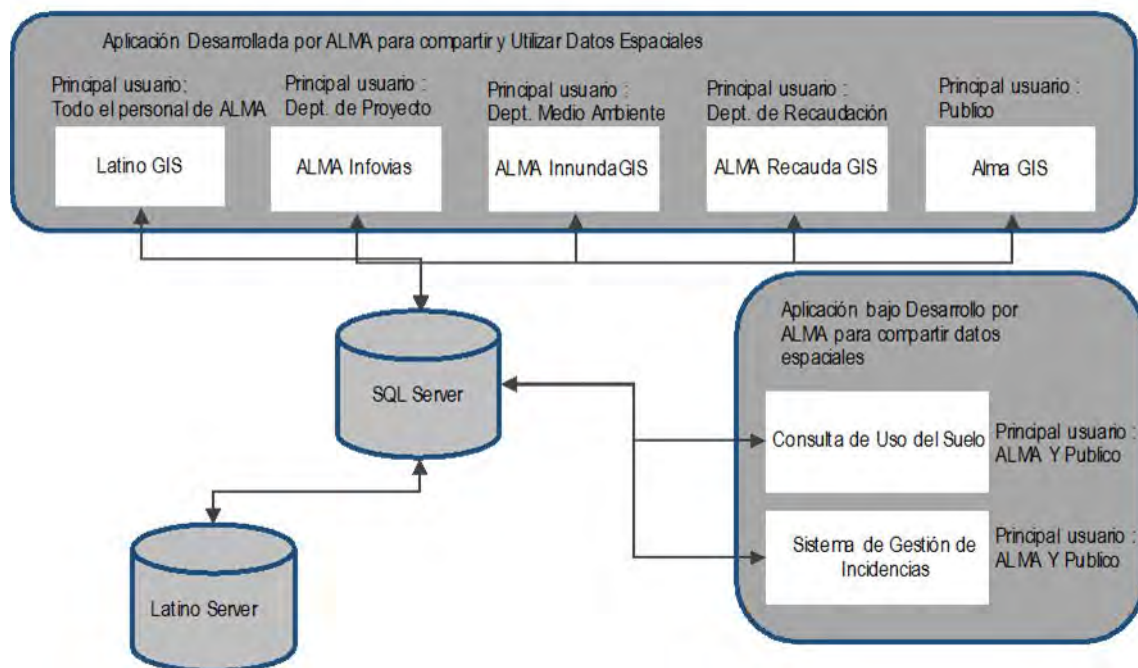 Aplicación Desarrollada por ALMA para compartir y Utilizar Datos Espaciales
Principal usuario:
Todo el personal de ALMA
Latino GIS
Principal usuario :
Dept. de Proyecto
ALMA Infovias
Principal usuario :
Dept. Medio Ambiente
ALMA InnundaGIS
Principal usuario :
Dept. de Recaudación
ALMA Recauda GIS
Principal usuario :
Publico
Alma GIS
Aplicación bajo Desarrollo por
ALMA para compartir datos
espaciales
Consulta de Uso del Suelo
Principal usuario :
ALMA Y Publico
Sistema de Gestión de
Incidencias
Principal usuario :
ALMA Y Publico
SQL Server
Latino Server